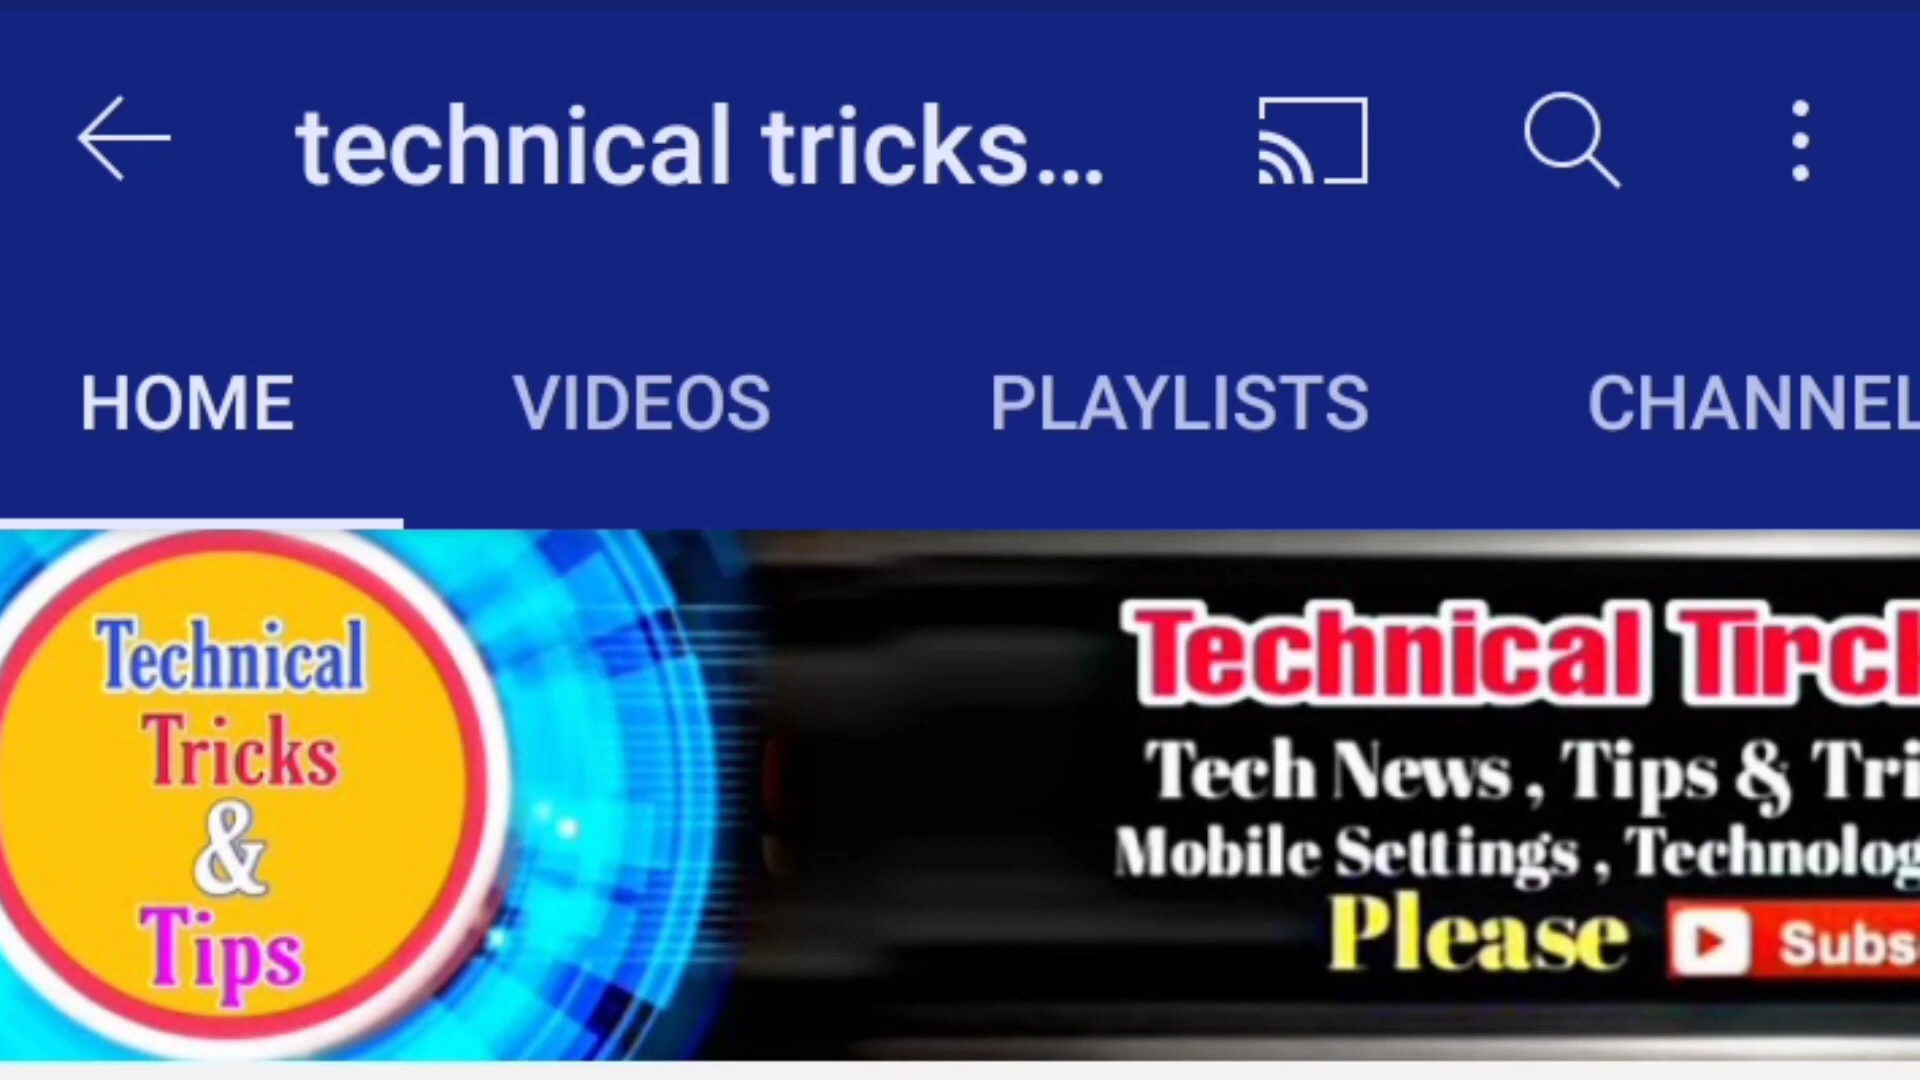 technical tricks...
HOME VIDEOS PLAYLISTS CHANNEL
Technical
Tricks
&
Tips
Technical Tirck
Tech News , Tips & Tri
Mobile Settings , Technolog
Please Subs